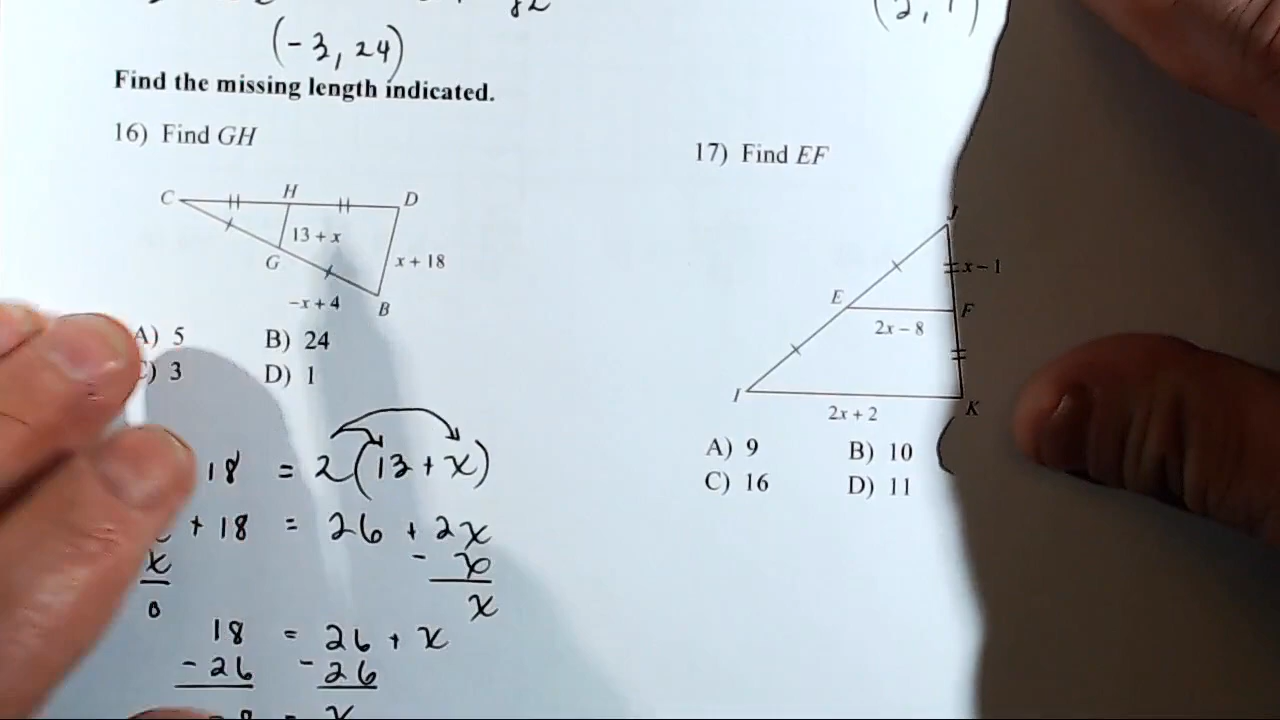 (-3, 24)
Find the missing length indicated.
16) Find GH
C
H
D
13 + x
G
x + 18
-x + 4
B
A) 5
B) 24
) 3
D) 1
18 = 2(13 + x)
+ 18 = 26 + 2x
x - x
0 x
18 = 26 + x
-26 -26
17) Find EF
J
x - 1
E
F
2x - 8
I
K
2x + 2
A) 9
B) 10
C) 16
D) 11